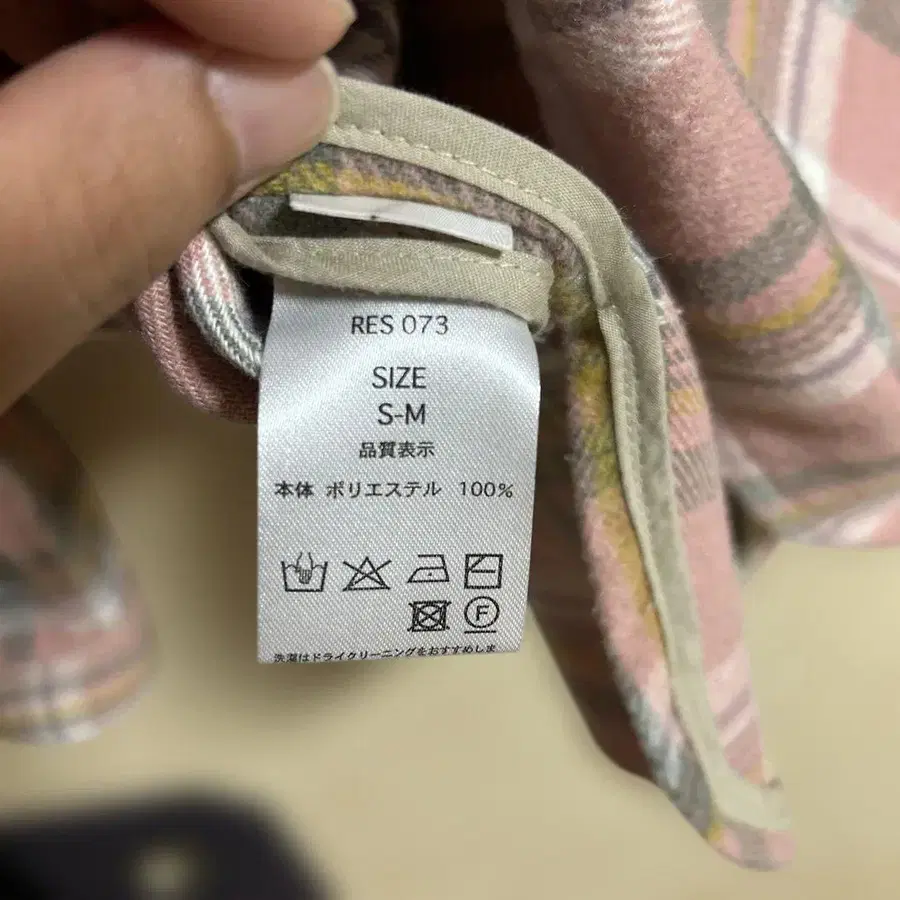 RES 073
SIZE
S-M
品質表示
本体 ポリエステル 100%
F
洗濯はドライクリーニングをおすすめしま